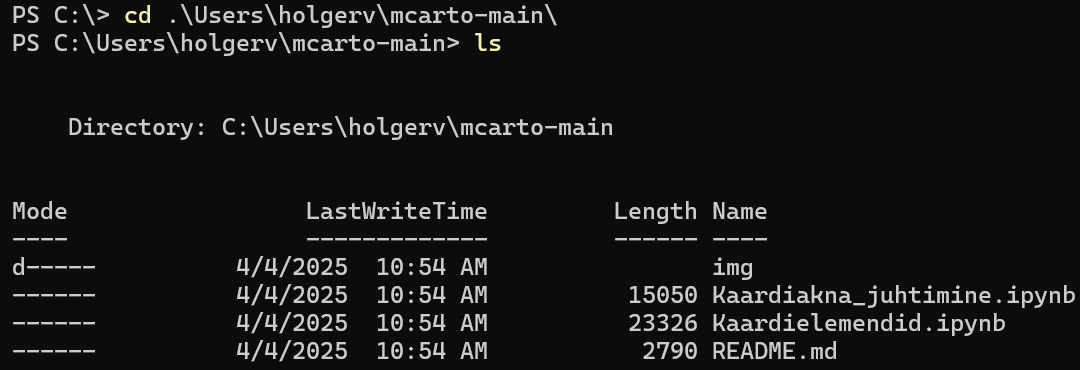 PS C:\> cd .\Users\holgerv\mcarto-main\
PS C:\Users\holgerv\mcarto-main> ls
Directory: C:\Users\holgerv\mcarto-main
Mode LastWriteTime Length Name
---- ------------- ------ ----
d----- 4/4/2025 10:54 AM img
------ 4/4/2025 10:54 AM 15050 Kaardiakna_juhtimine.ipynb
------ 4/4/2025 10:54 AM 23326 Kaardielemendid.ipynb
------ 4/4/2025 10:54 AM 2790 README.md